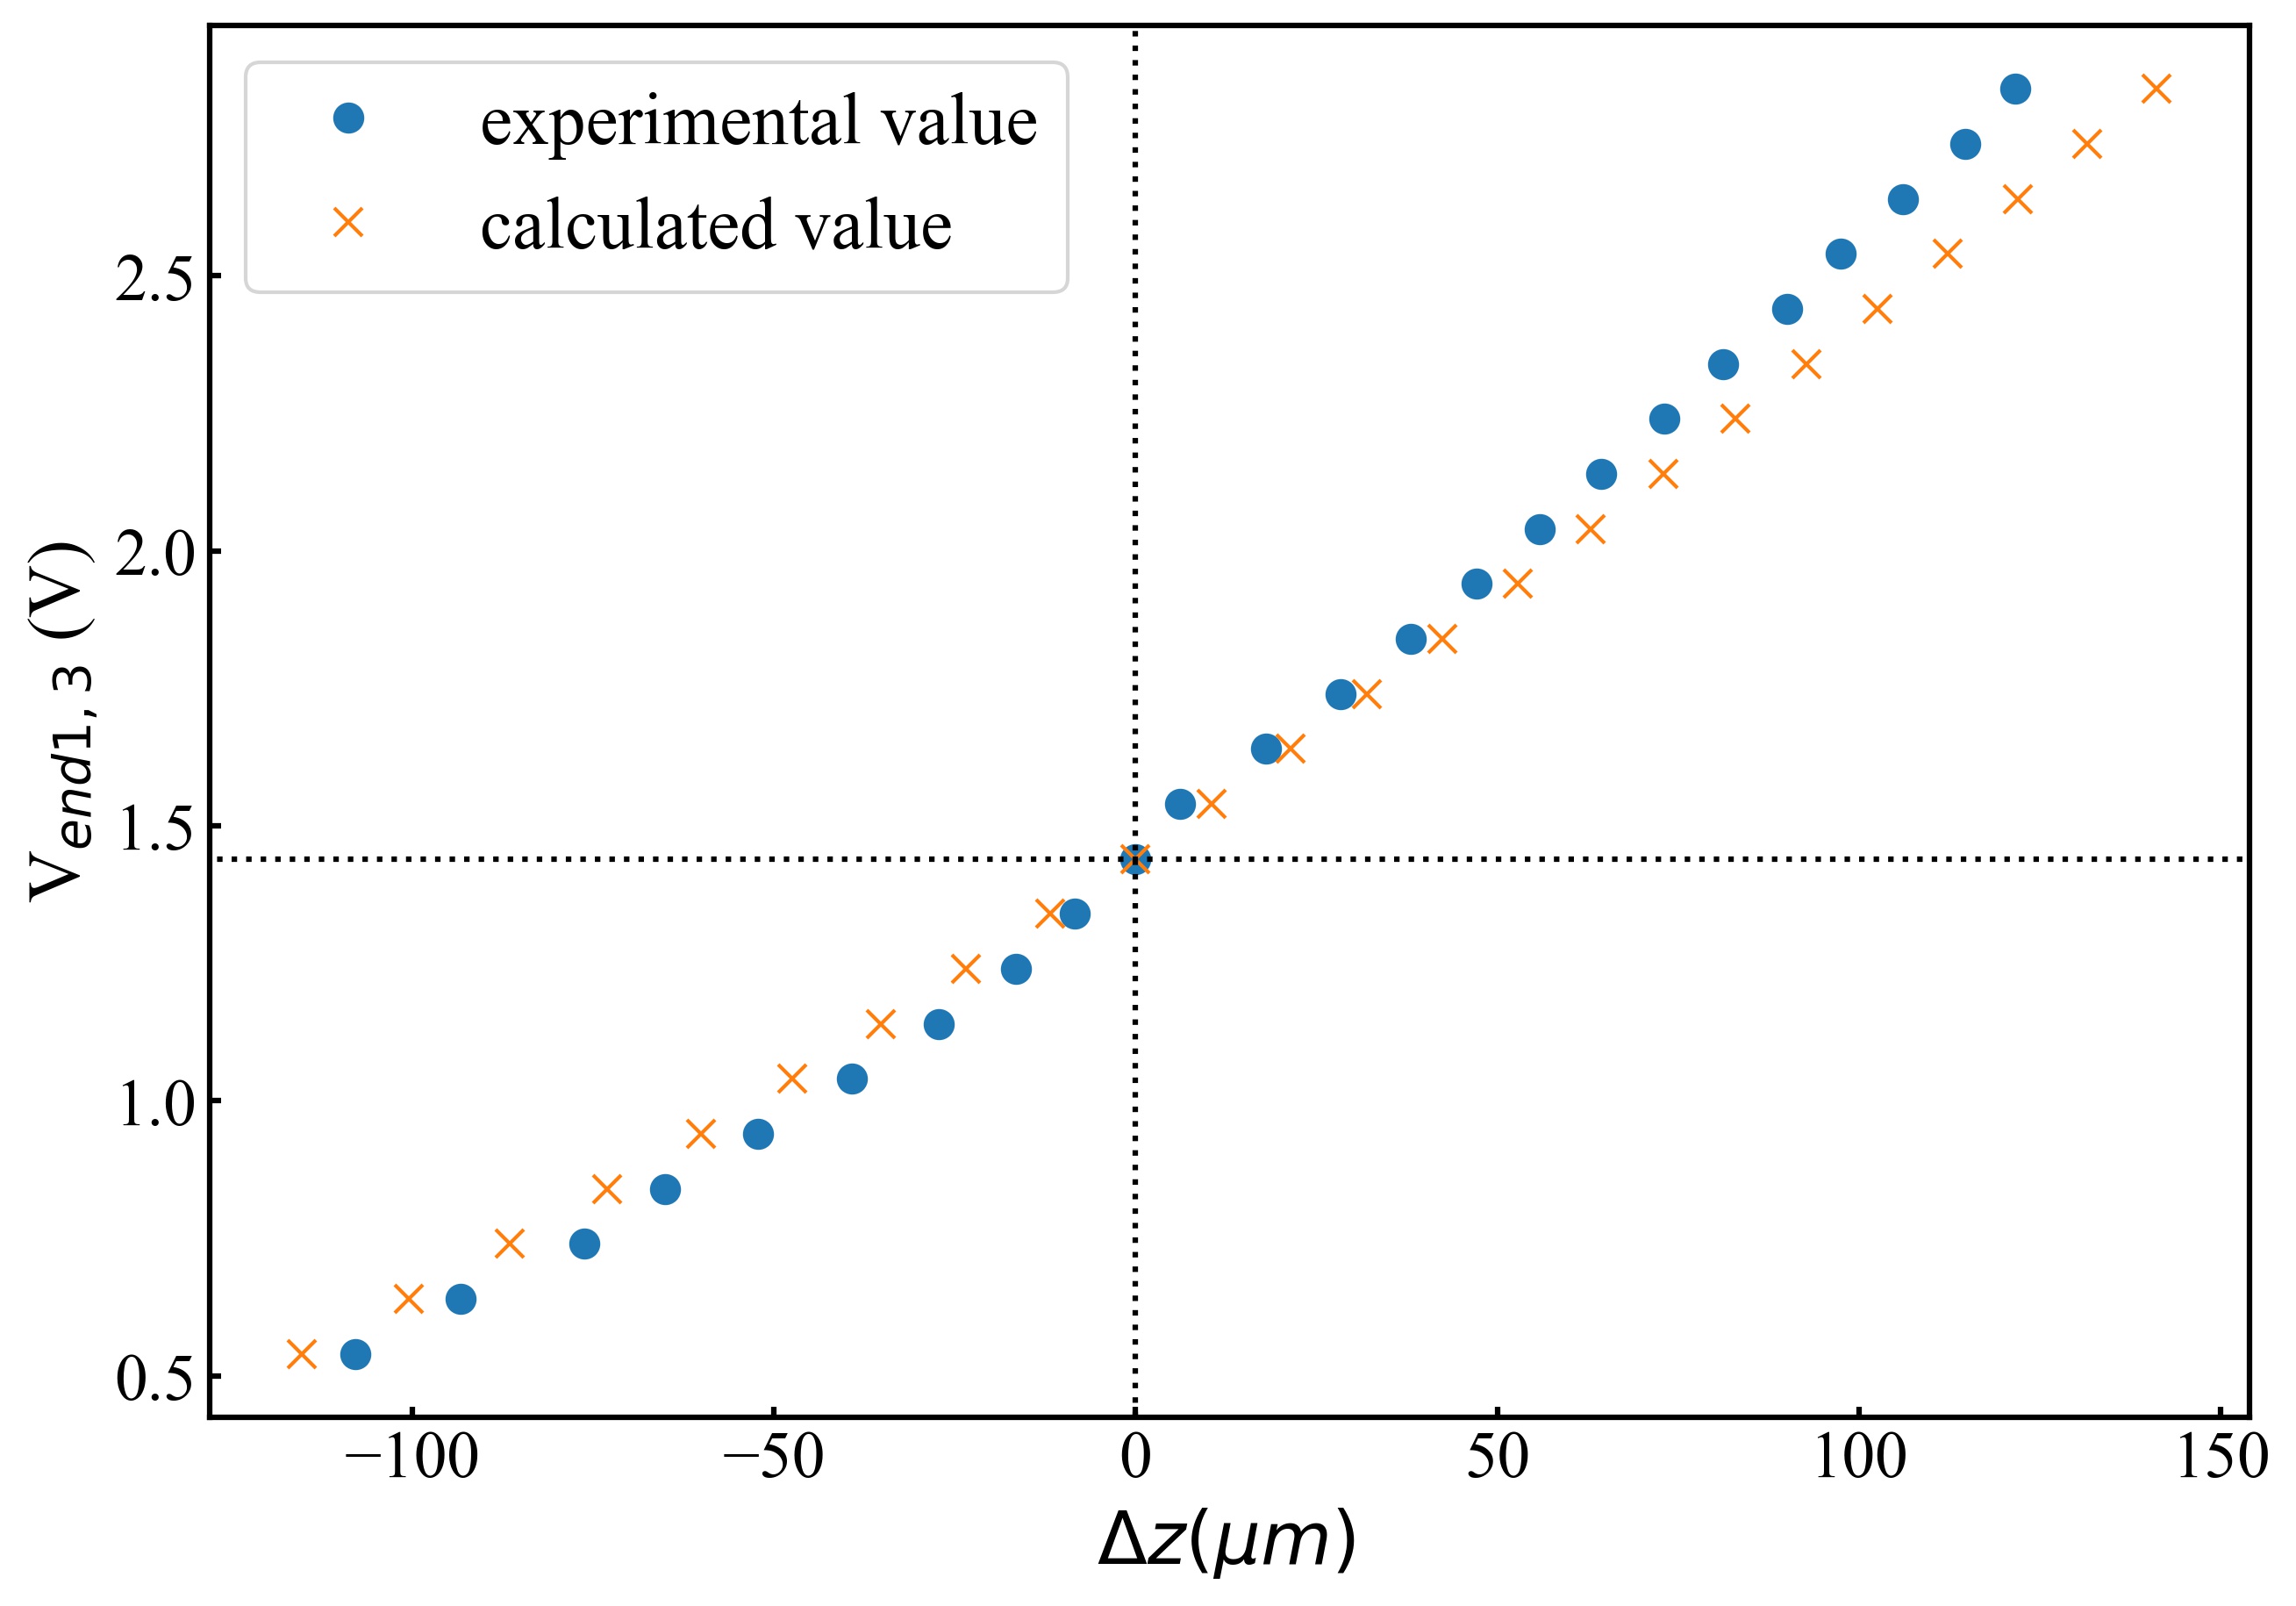 experimental value
calculated value
V_{end1, 3} (V)
2.5
2.0
1.5
1.0
0.5
−100 −50 0 50 100 150
Δz(μm)